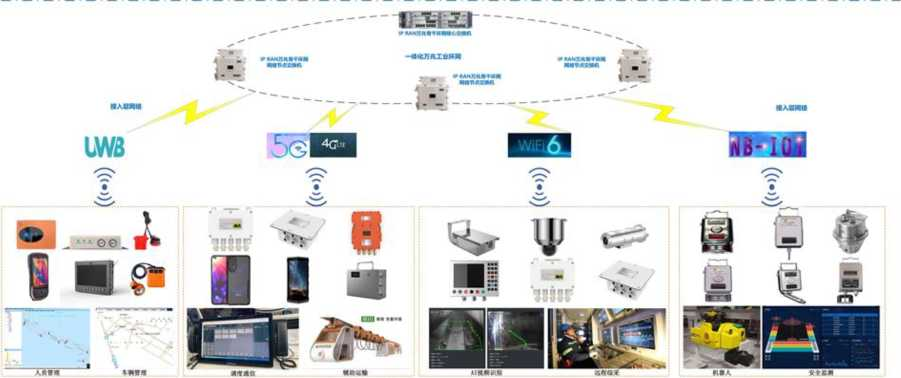 IP RAN万兆骨干环网核心交换机
一体化万兆工业环网
IP RAN万兆骨干环网
网络节点交换机
IP RAN万兆骨干环网
网络节点交换机
IP RAN万兆骨干环网
网络节点交换机
接入层网络
接入层网络
UWB
5G
4G LTE
WiFi 6
NB-IOT
人员管理
车辆管理
调度通信
辅助运输
AI视频识别
远程综采
机器人
安全监测